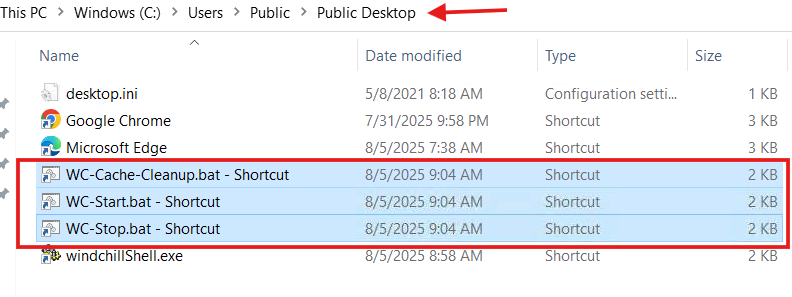 This PC > Windows (C:) > Users > Public > Public Desktop
Name Date modified Type Size
desktop.ini 5/8/2021 8:18 AM Configuration setti... 1 KB
Google Chrome 7/31/2025 9:58 PM Shortcut 3 KB
Microsoft Edge 8/5/2025 7:38 AM Shortcut 3 KB
WC-Cache-Cleanup.bat - Shortcut 8/5/2025 9:04 AM Shortcut 2 KB
WC-Start.bat - Shortcut 8/5/2025 9:04 AM Shortcut 2 KB
WC-Stop.bat - Shortcut 8/5/2025 9:04 AM Shortcut 2 KB
windchillShell.exe 8/5/2025 8:58 AM Shortcut 3 KB